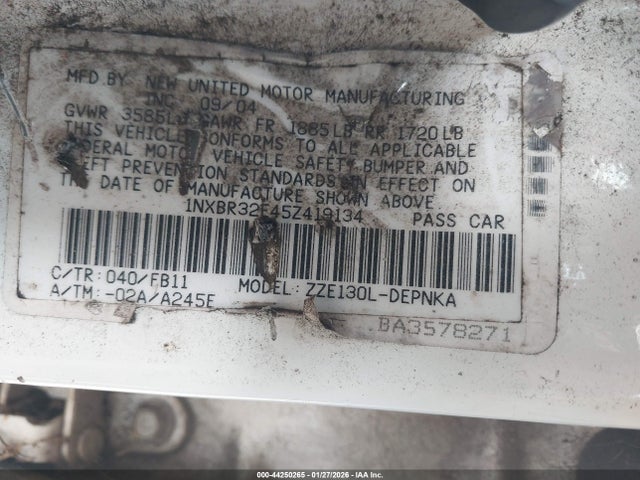 MFD.BY NEW UNITED MOTOR MANUFACTURING
INC. 09/04
GVWR 3585LB GAWR FR 1885LB RR 1720LB
THIS VEHICLE CONFORMS TO ALL APPLICABLE
FEDERAL MOTOR VEHICLE SAFETY BUMPER AND
THEFT PREVENTION STANDARDS IN EFFECT ON
THE DATE OF MANUFACTURE SHOWN ABOVE
1NXBR32E45Z419134 PASS CAR
C/TR: 040/FB11 MODEL: ZZE130L-DEPNKA
A/TM: -02A/A245E
BA3578271
000-44250265 - 01/27/2026 - IAAI.COM